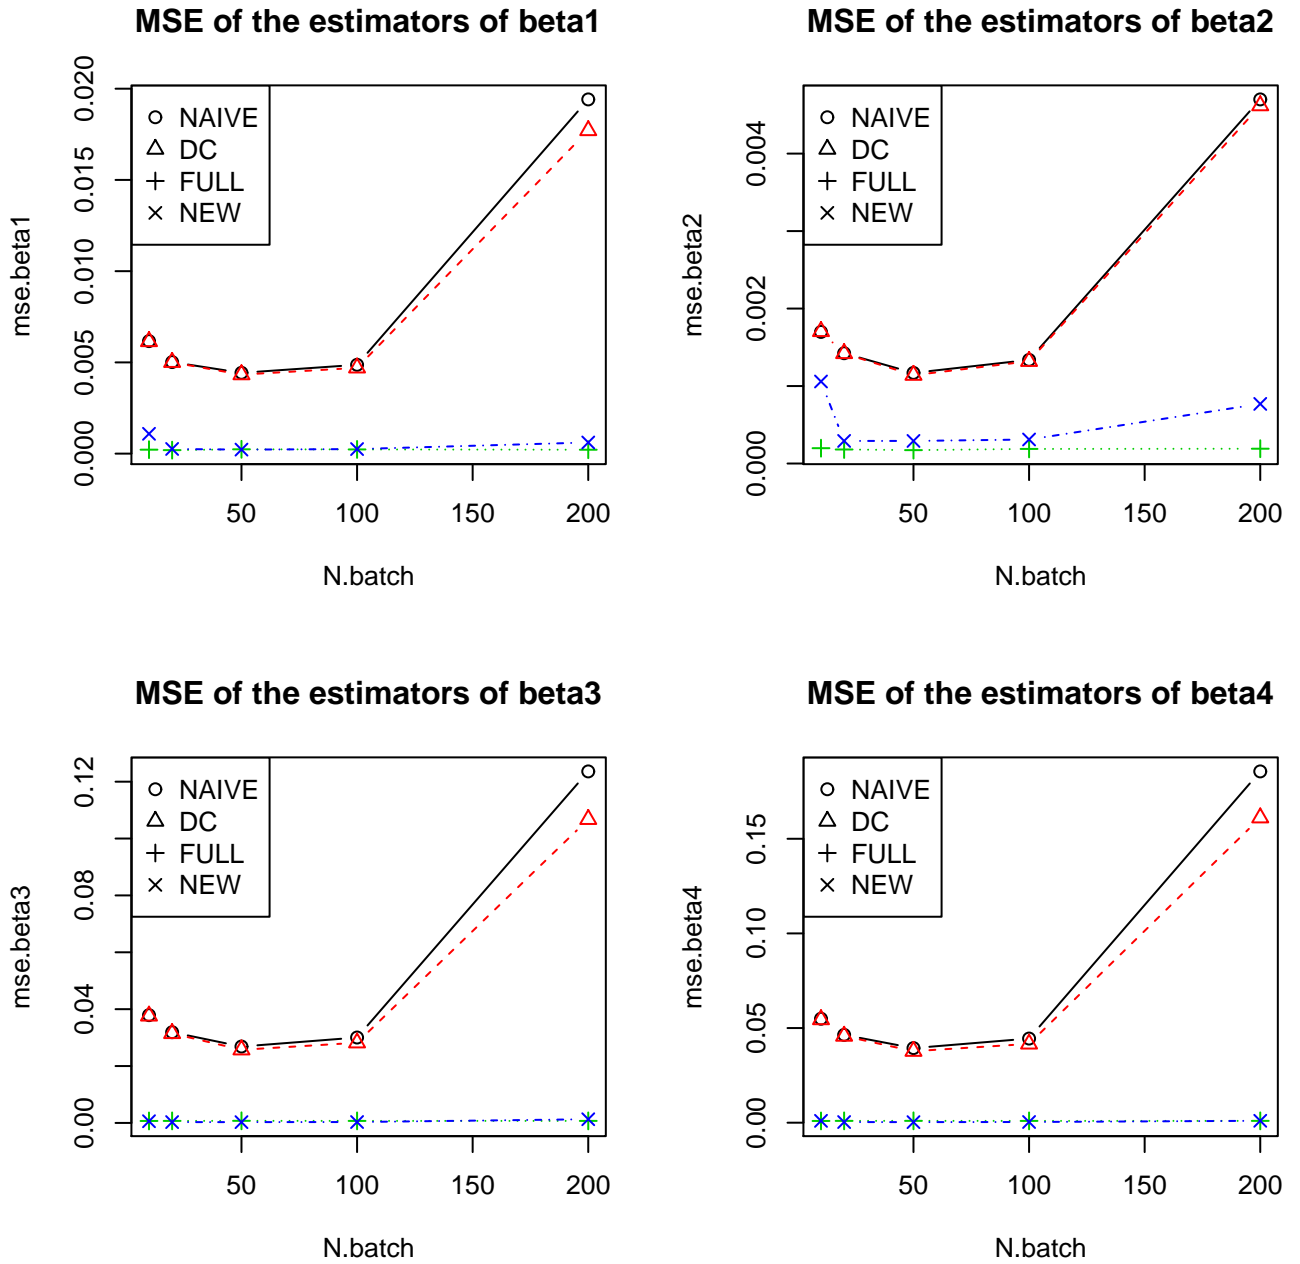 MSE of the estimators of beta1
mse.beta1
0.020
0.015
0.010
0.005
0.000
NAIVE
DC
FULL
NEW
50
100
150
200
N.batch
MSE of the estimators of beta2
mse.beta2
0.004
0.002
0.000
NAIVE
DC
FULL
NEW
50
100
150
200
N.batch
MSE of the estimators of beta3
mse.beta3
0.12
0.08
0.04
0.00
NAIVE
DC
FULL
NEW
50
100
150
200
N.batch
MSE of the estimators of beta4
mse.beta4
0.15
0.10
0.05
0.00
NAIVE
DC
FULL
NEW
50
100
150
200
N.batch